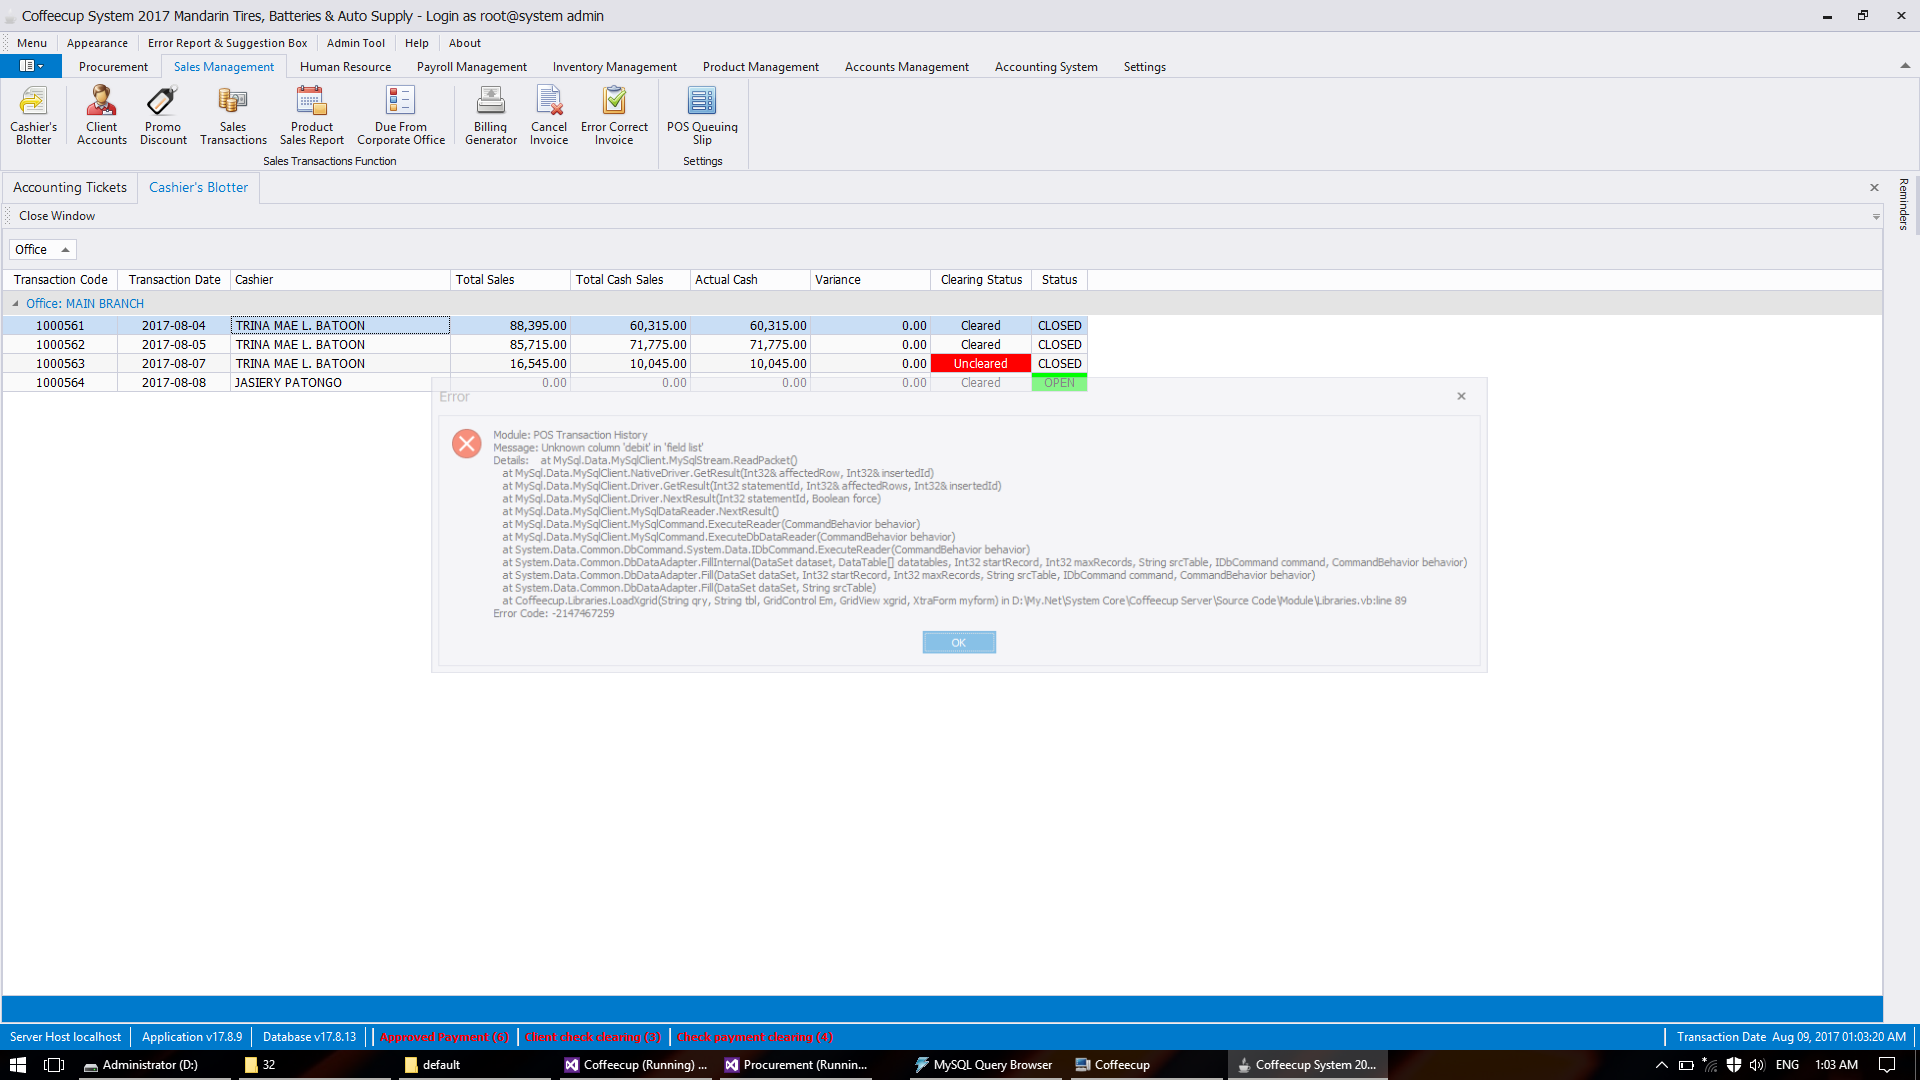 Coffeecup System 2017 Mandarin Tires, Batteries & Auto Supply - Login as root@system admin
Menu Appearance Error Report & Suggestion Box Admin Tool Help About
Procurement Sales Management Human Resource Payroll Management Inventory Management Product Management Accounts Management Accounting System Settings
Cashier's Blotter
Client Accounts
Promo Discount
Sales Transactions
Product Sales Report
Due From Corporate Office
Billing Generator
Cancel Invoice
Error Correct Invoice
POS Queuing Slip
Sales Transactions Function
Settings
Accounting Tickets Cashier's Blotter
Reminders
Close Window
Office
Transaction Code Transaction Date Cashier Total Sales Total Cash Sales Actual Cash Variance Clearing Status Status
Office: MAIN BRANCH
1000561 2017-08-04 TRINA MAE L. BATOON 88,395.00 60,315.00 60,315.00 0.00 Cleared CLOSED
1000562 2017-08-05 TRINA MAE L. BATOON 85,715.00 71,775.00 71,775.00 0.00 Cleared CLOSED
1000563 2017-08-07 TRINA MAE L. BATOON 16,545.00 10,045.00 10,045.00 0.00 Uncleared CLOSED
1000564 2017-08-08 JASIERY PATONGO 0.00 0.00 0.00 0.00 Cleared OPEN
Error
Module: POS Transaction History
Message: Unknown column 'debit' in 'field list'
Details: at MySql.Data.MySqlClient.MySqlStream.ReadPacket()
at MySql.Data.MySqlClient.NativeDriver.GetResult(Int32& affectedRow, Int32& insertedId)
at MySql.Data.MySqlClient.Driver.GetResult(Int32 statementId, Int32& affectedRows, Int32& insertedId)
at MySql.Data.MySqlClient.Driver.NextResult(Int32 statementId, Boolean force)
at MySql.Data.MySqlClient.MySqlDataReader.NextResult()
at MySql.Data.MySqlClient.MySqlCommand.ExecuteReader(CommandBehavior behavior)
at MySql.Data.MySqlClient.MySqlCommand.ExecuteDbDataReader(CommandBehavior behavior)
at System.Data.Common.DbCommand.System.Data.IDbCommand.ExecuteReader(CommandBehavior behavior)
at System.Data.Common.DbDataAdapter.FillInternal(DataSet dataset, DataTable[] datatables, Int32 startRecord, Int32 maxRecords, String srcTable, IDbCommand command, CommandBehavior behavior)
at System.Data.Common.DbDataAdapter.Fill(DataSet dataSet, Int32 startRecord, Int32 maxRecords, String srcTable, IDbCommand command, CommandBehavior behavior)
at System.Data.Common.DbDataAdapter.Fill(DataSet dataSet, String srcTable)
at Coffeecup.Libraries.LoadXgrid(String qry, String tbl, GridControl Em, GridView xgrid, XtraForm myform) in D:\My.Net\System Core\Coffeecup Server\Source Code\Module\Libraries.vb:line 89
Error Code: -2147467259
OK
Server Host localhost Application v17.8.9 Database v17.8.13 Approved Payment (6) Client check clearing (3) Check payment clearing (4) Transaction Date Aug 09, 2017 01:03:20 AM
Administrator (D:) 32 default Coffeecup (Running) ... Procurement (Runnin... MySQL Query Browser Coffeecup Coffeecup System 20... ENG 1:03 AM